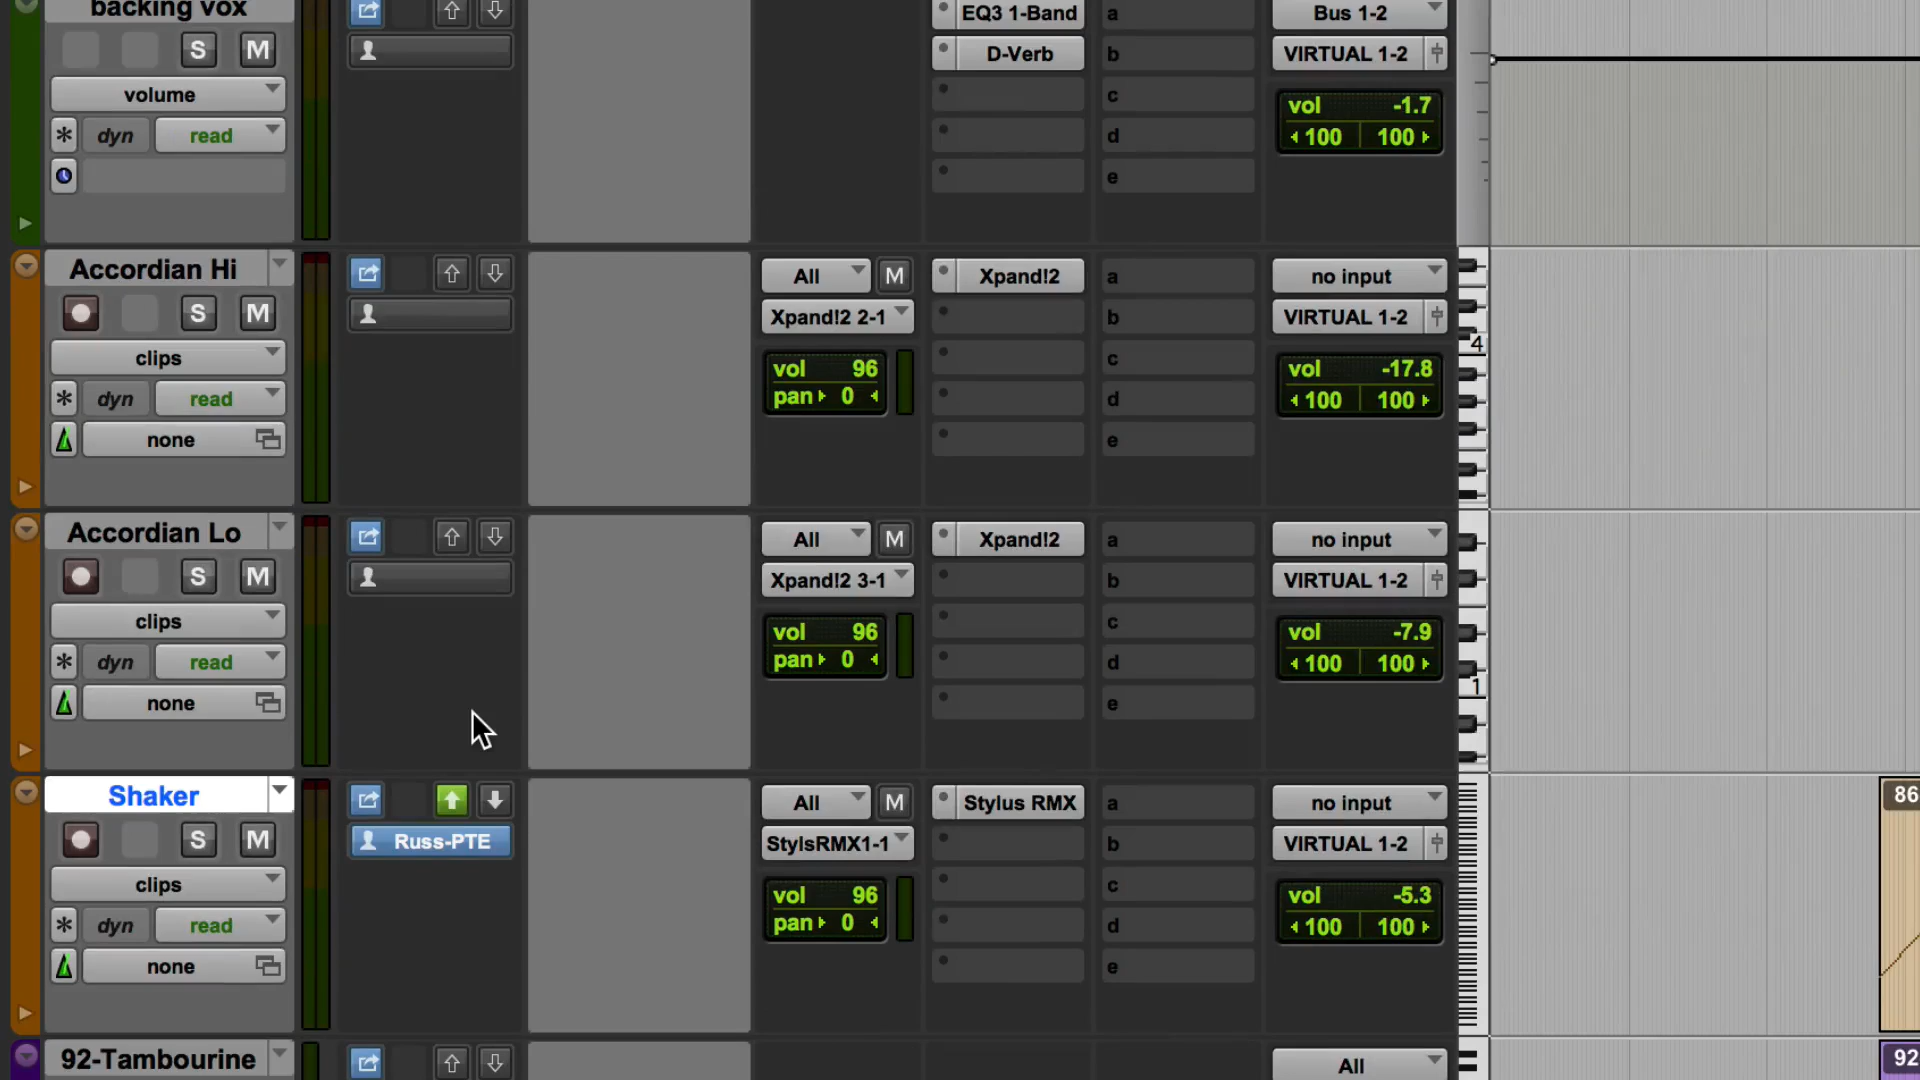 backing vox
S M
volume
dyn read
EQ3 1-Band
D-Verb
a
b
c
d
e
Bus 1-2
VIRTUAL 1-2
vol -1.7
100 100
Accordian Hi
S M
clips
dyn read
none
All M
Xpand!2 2-1
vol 96
pan 0
Xpand!2
a
b
c
d
e
no input
VIRTUAL 1-2
vol -17.8
100 100
4
Accordian Lo
S M
clips
dyn read
none
All M
Xpand!2 3-1
vol 96
pan 0
Xpand!2
a
b
c
d
e
no input
VIRTUAL 1-2
vol -7.9
100 100
1
Shaker
S M
clips
dyn read
none
Russ-PTE
All M
StylsRMX1-1
vol 96
pan 0
Stylus RMX
a
b
c
d
e
no input
VIRTUAL 1-2
vol -5.3
100 100
86
92-Tambourine
All
92